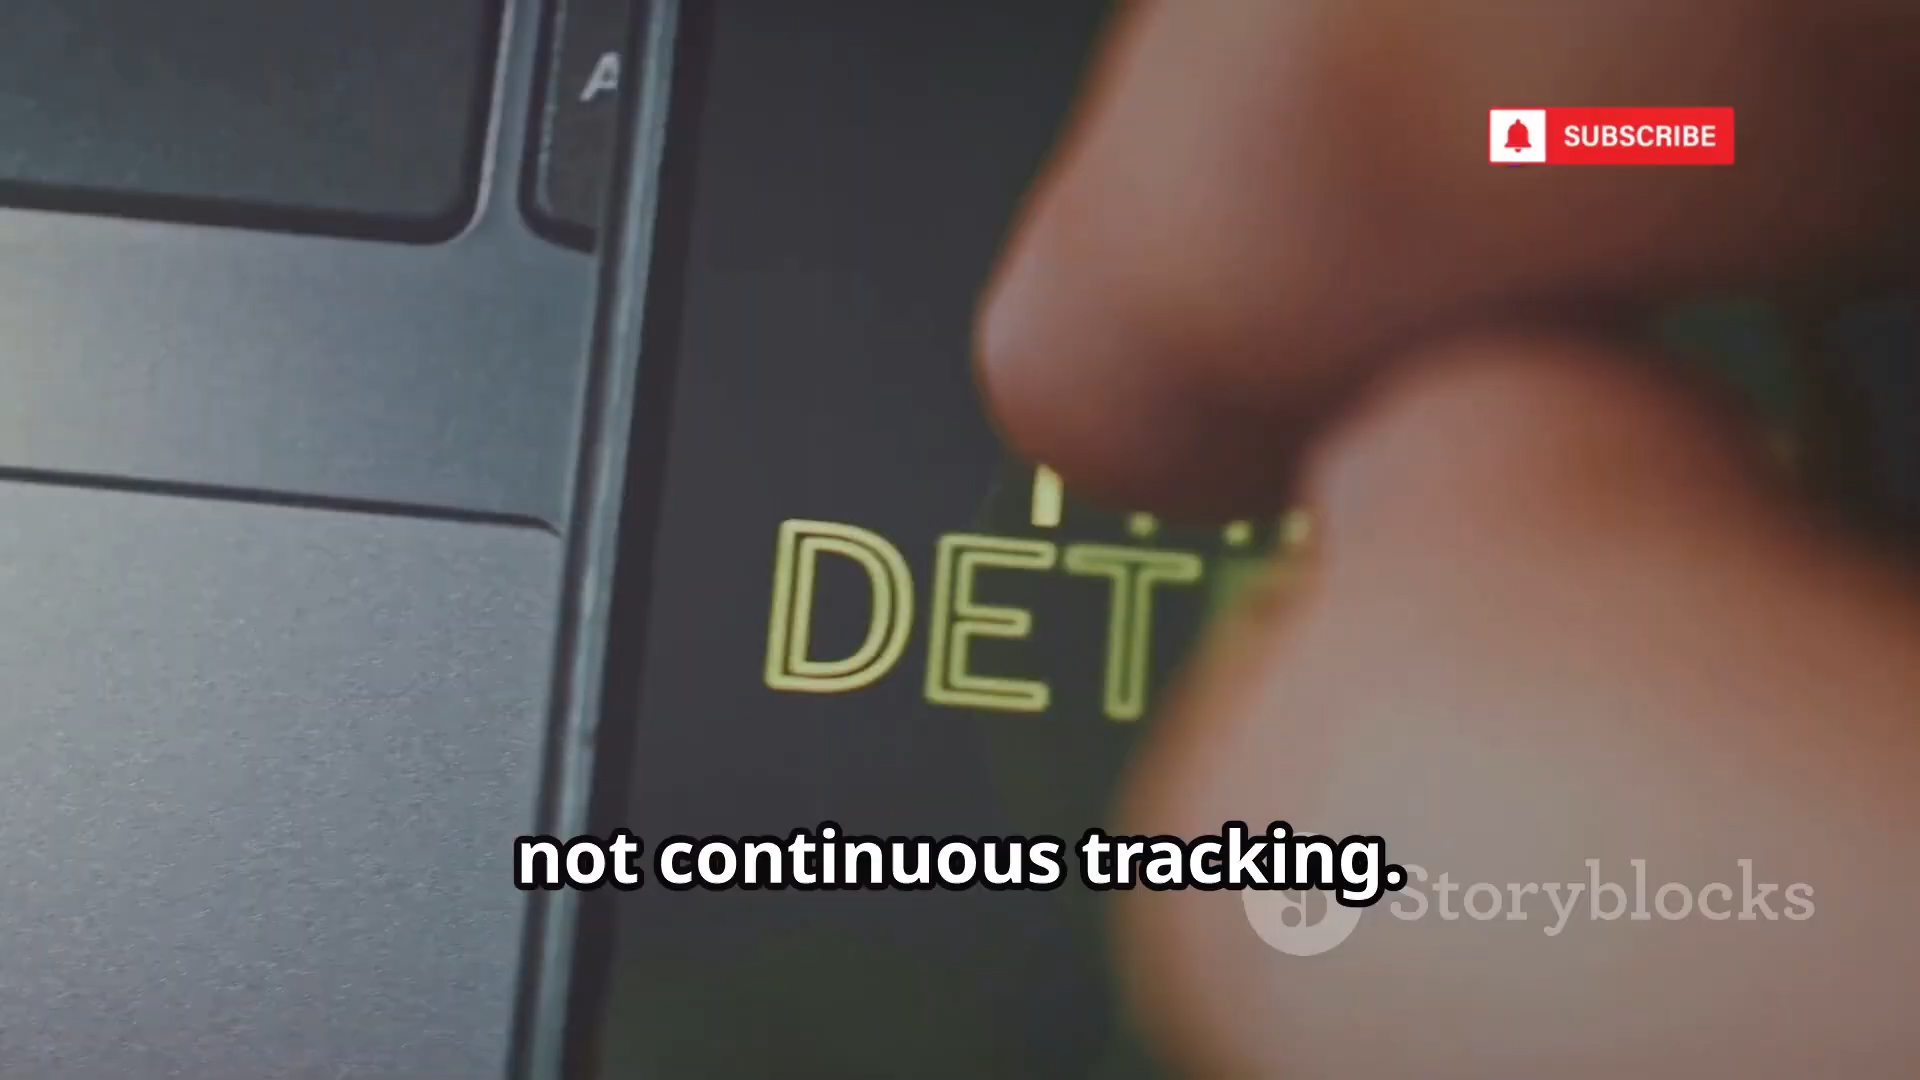 A
SUBSCRIBE
DET
not continuous tracking.
Storyblocks